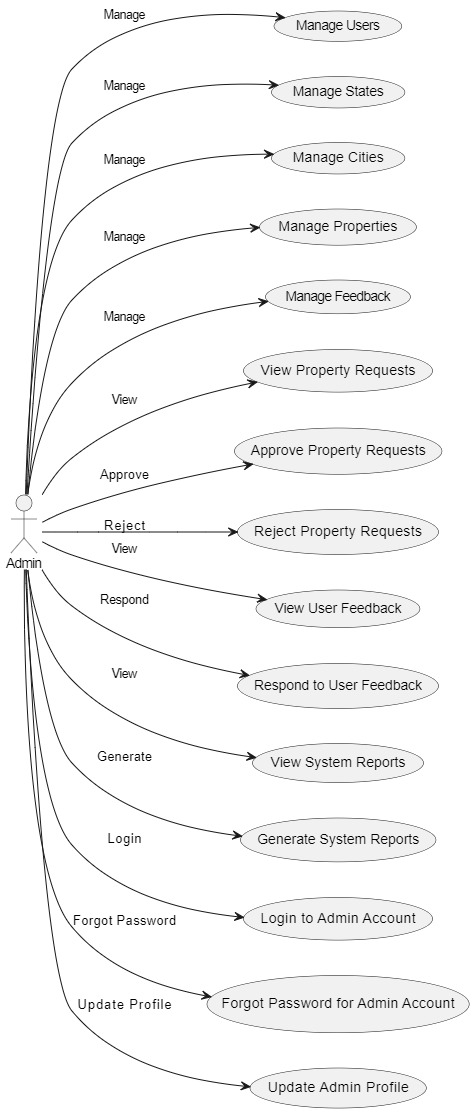 Manage
Manage Users
Manage
Manage States
Manage
Manage Cities
Manage
Manage Properties
Manage
Manage Feedback
View
View Property Requests
Approve
Approve Property Requests
Reject
Reject Property Requests
Admin
View
View User Feedback
Respond
Respond to User Feedback
View
View System Reports
Generate
Generate System Reports
Login
Login to Admin Account
Forgot Password
Forgot Password for Admin Account
Update Profile
Update Admin Profile